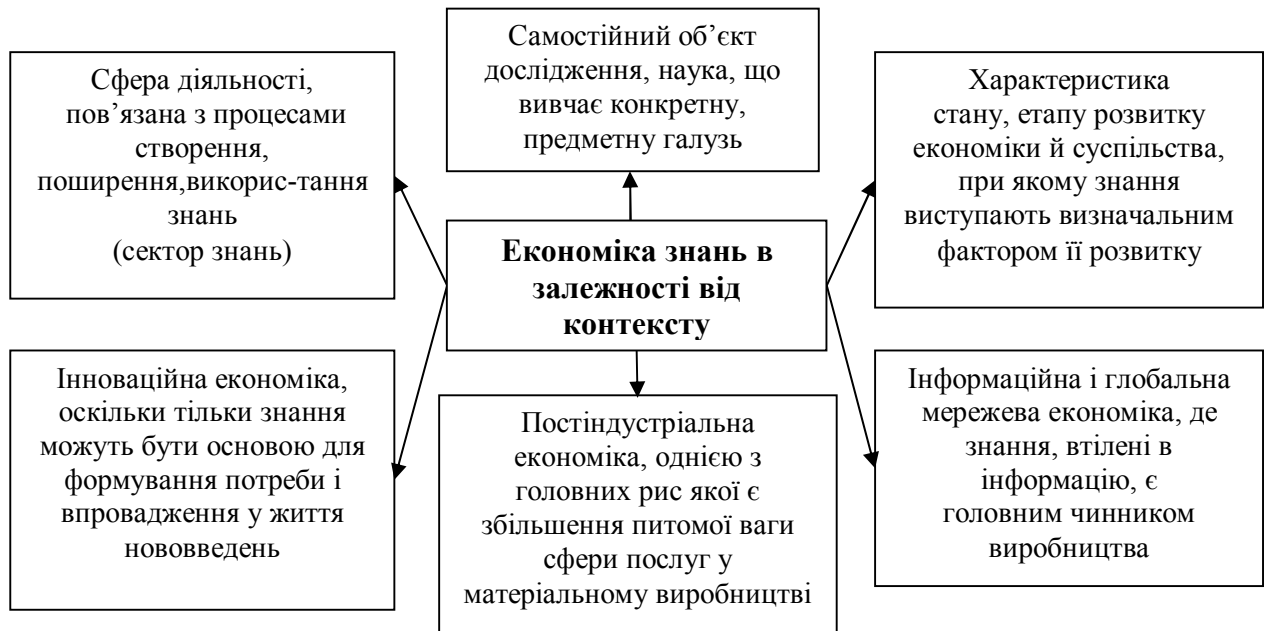 Сфера діяльності,
пов’язана з процесами
створення,
поширення,викорис-тання
знань
(сектор знань)
Самостійний об’єкт
дослідження, наука, що
вивчає конкретну,
предметну галузь
Характеристика
стану, етапу розвитку
економіки й суспільства,
при якому знання
виступають визначальним
фактором її розвитку
Економіка знань в
залежності від
контексту
Інноваційна економіка,
оскільки тільки знання
можуть бути основою для
формування потреби і
впровадження у життя
нововведень
Постіндустріальна
економіка, однією з
головних рис якої є
збільшення питомої ваги
сфери послуг у
матеріальному виробництві
Інформаційна і глобальна
мережева економіка, де
знання, втілені в
інформацію, є
головним чинником
виробництва